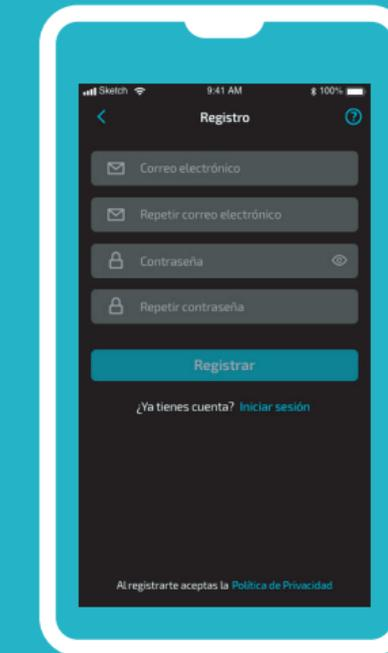 Sketch 9:41 AM 100%
Registro ?
Correo electrónico
Repetir correo electrónico
Contraseña
Repetir contraseña
Registrar
¿Ya tienes cuenta? Iniciar sesión
Al registrarte aceptas la Política de Privacidad